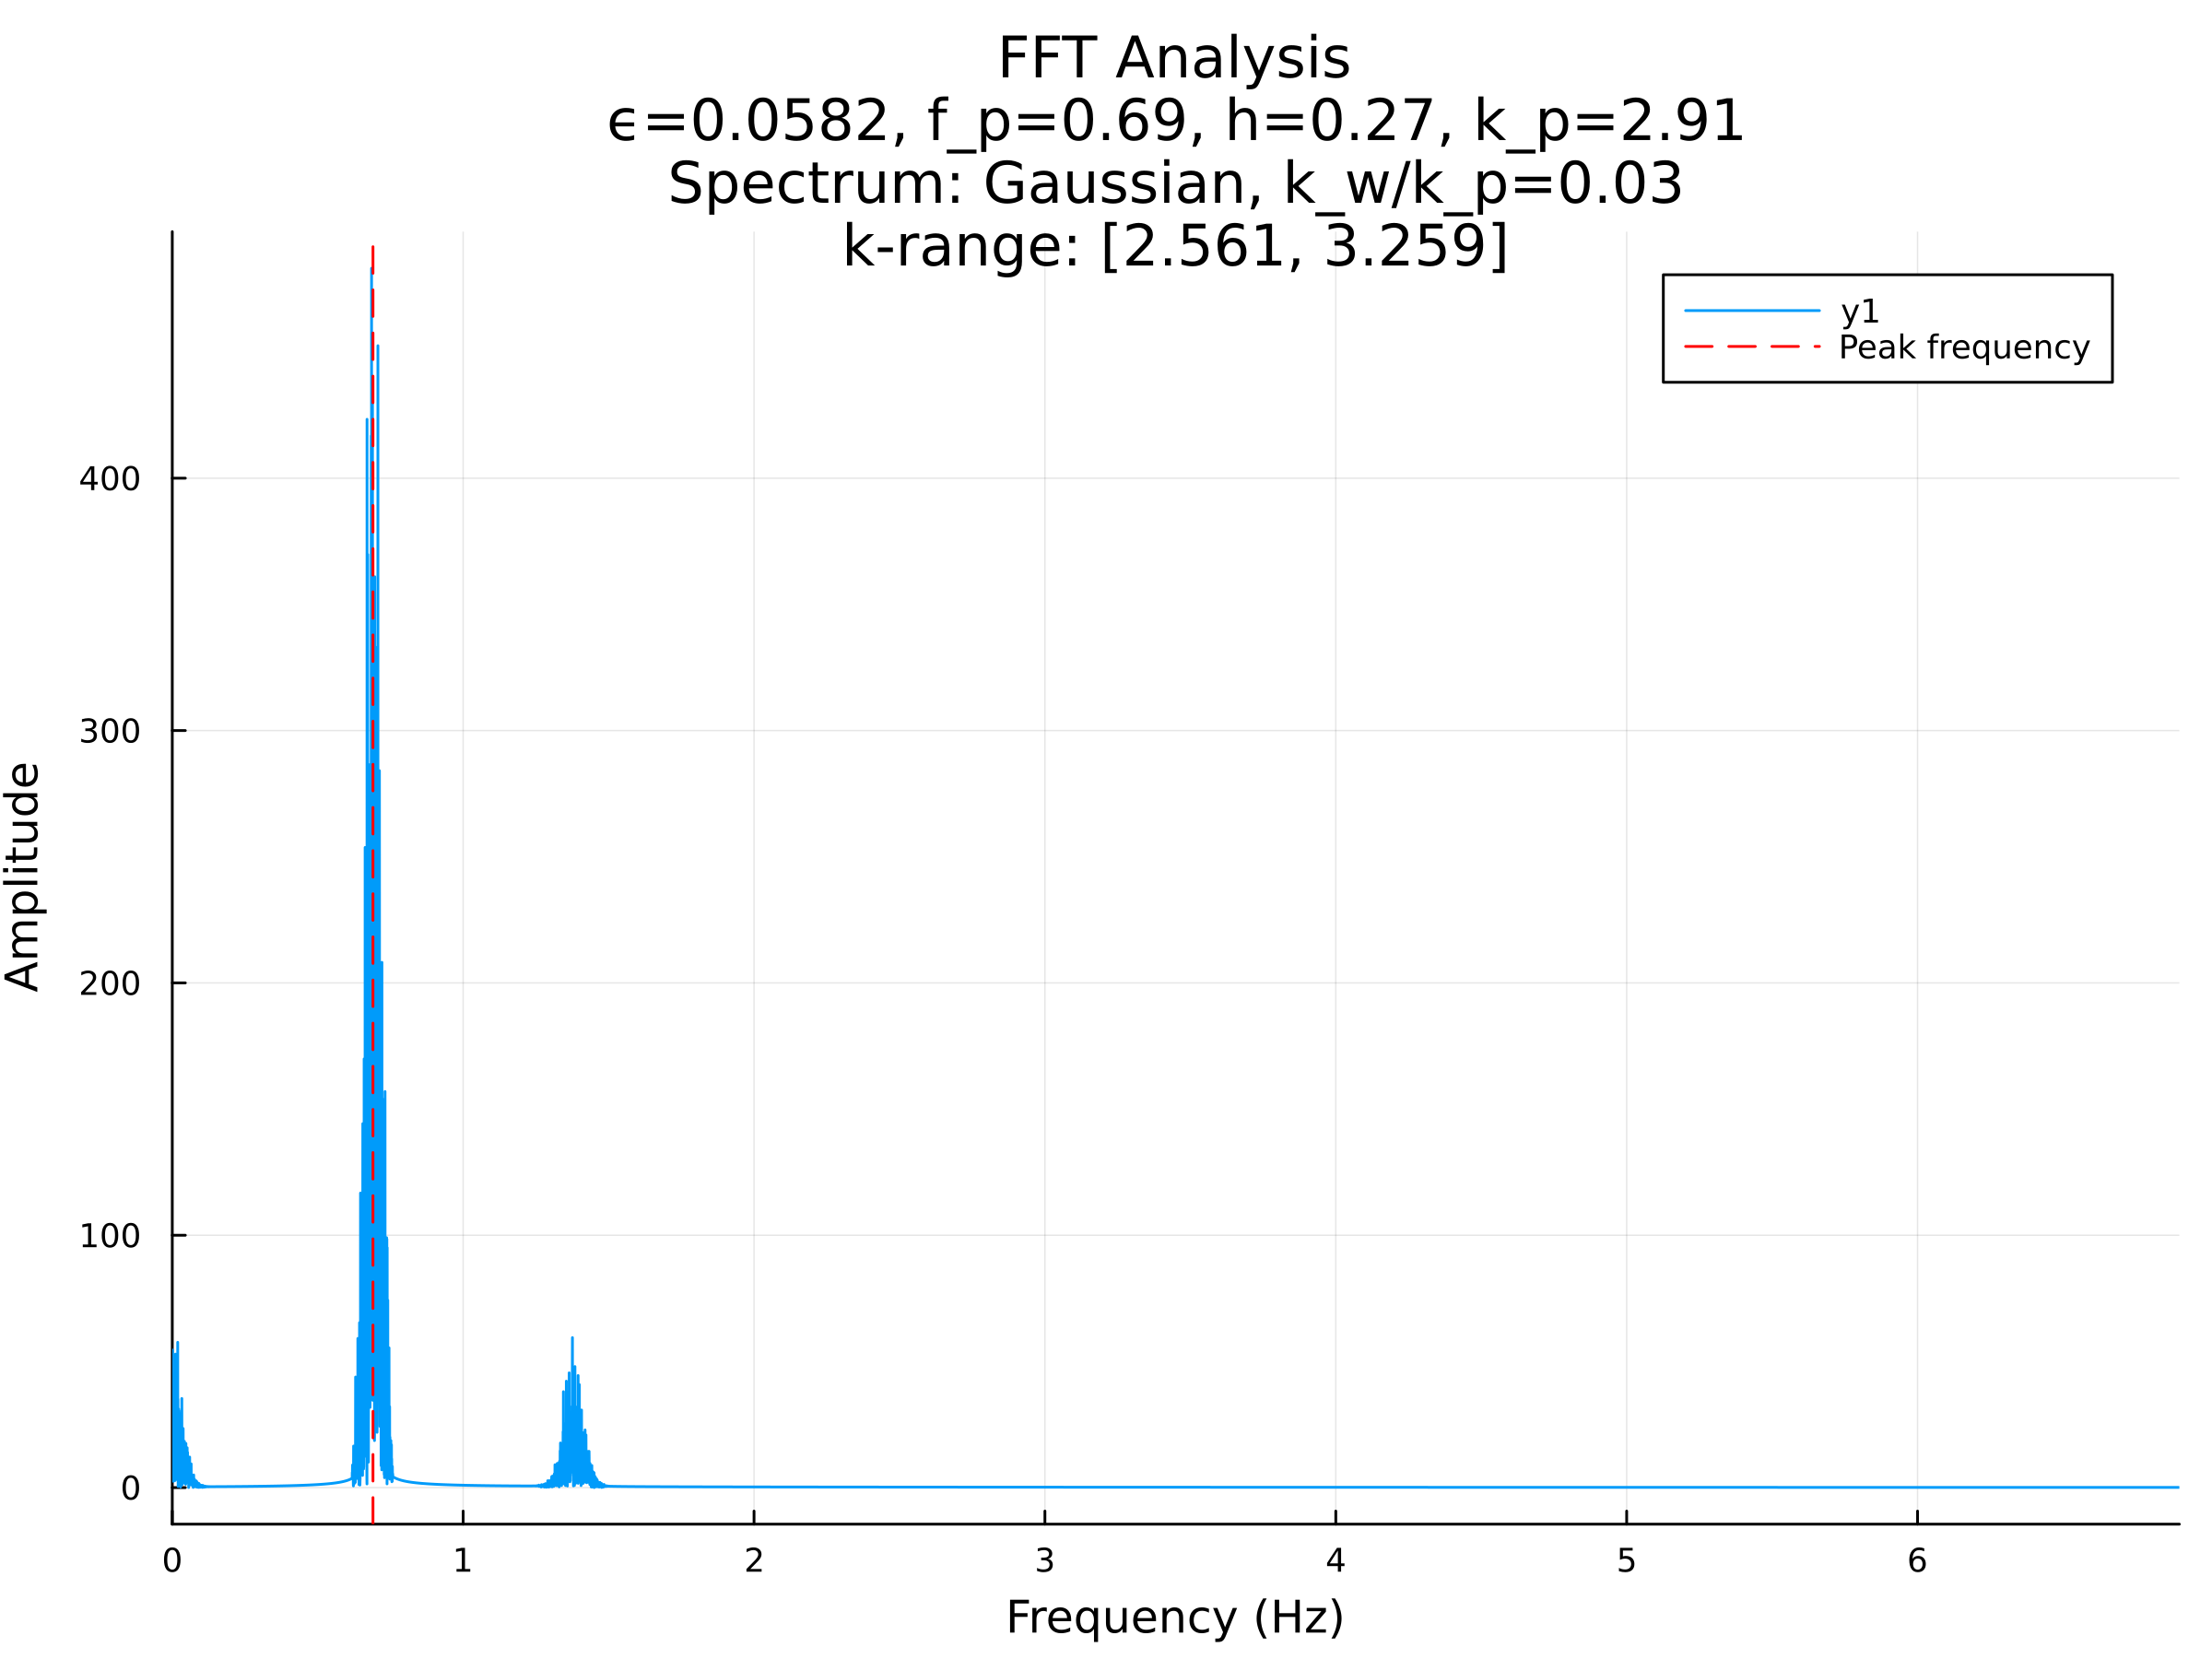 FFT Analysis
ϵ=0.0582, f_p=0.69, h=0.27, k_p=2.91
Spectrum: Gaussian, k_w/k_p=0.03
k-range: [2.561, 3.259]
y1
Peak frequency
400
300
200
100
0
Amplitude
0 1 2 3 4 5 6
Frequency (Hz)